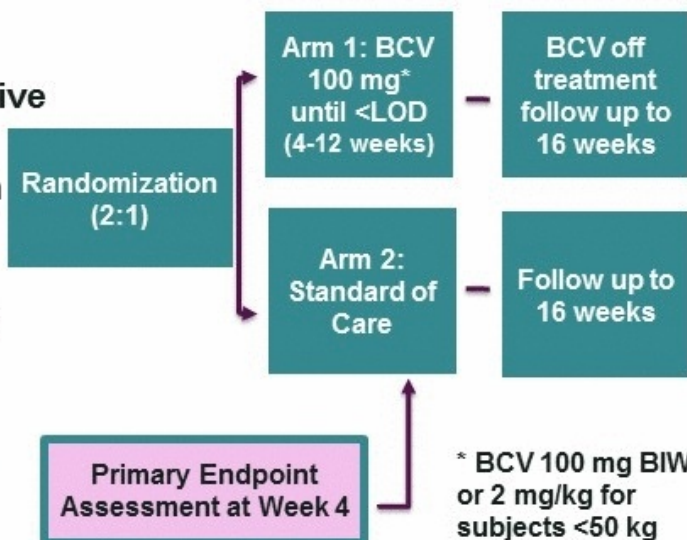 ive
Randomization
(2:1)
Arm 1: BCV
100 mg*
until <LOD
(4-12 weeks)
BCV off
treatment
follow up to
16 weeks
Arm 2:
Standard of
Care
Follow up to
16 weeks
Primary Endpoint
Assessment at Week 4
* BCV 100 mg BIW
or 2 mg/kg for
subjects <50 kg